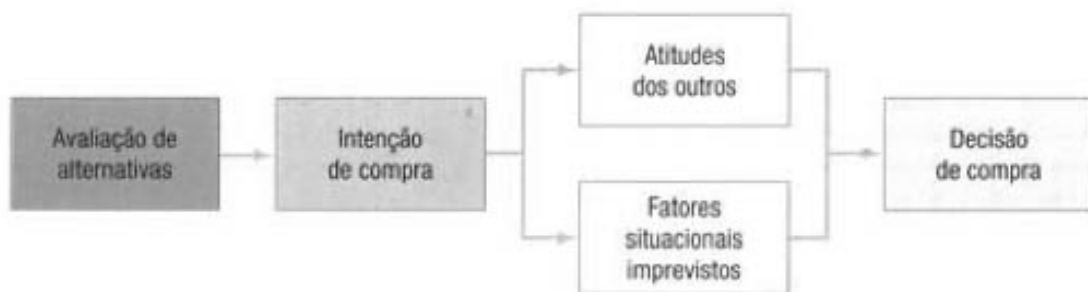 Avaliação de
alternativas
Intenção
de compra
Atitudes
dos outros
Fatores
situacionais
imprevistos
Decisão
de compra